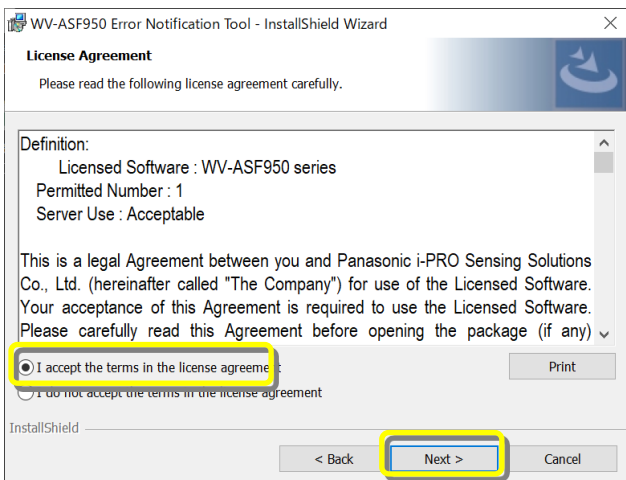 WV-ASF950 Error Notification Tool - InstallShield Wizard
License Agreement
Please read the following license agreement carefully.
Definition:
Licensed Software : WV-ASF950 series
Permitted Number : 1
Server Use : Acceptable
This is a legal Agreement between you and Panasonic i-PRO Sensing Solutions
Co., Ltd. (hereinafter called "The Company") for use of the Licensed Software.
Your acceptance of this Agreement is required to use the Licensed Software.
Please carefully read this Agreement before opening the package (if any)
I accept the terms in the license agreement
Print
I do not accept the terms in the license agreement
InstallShield
< Back
Next >
Cancel